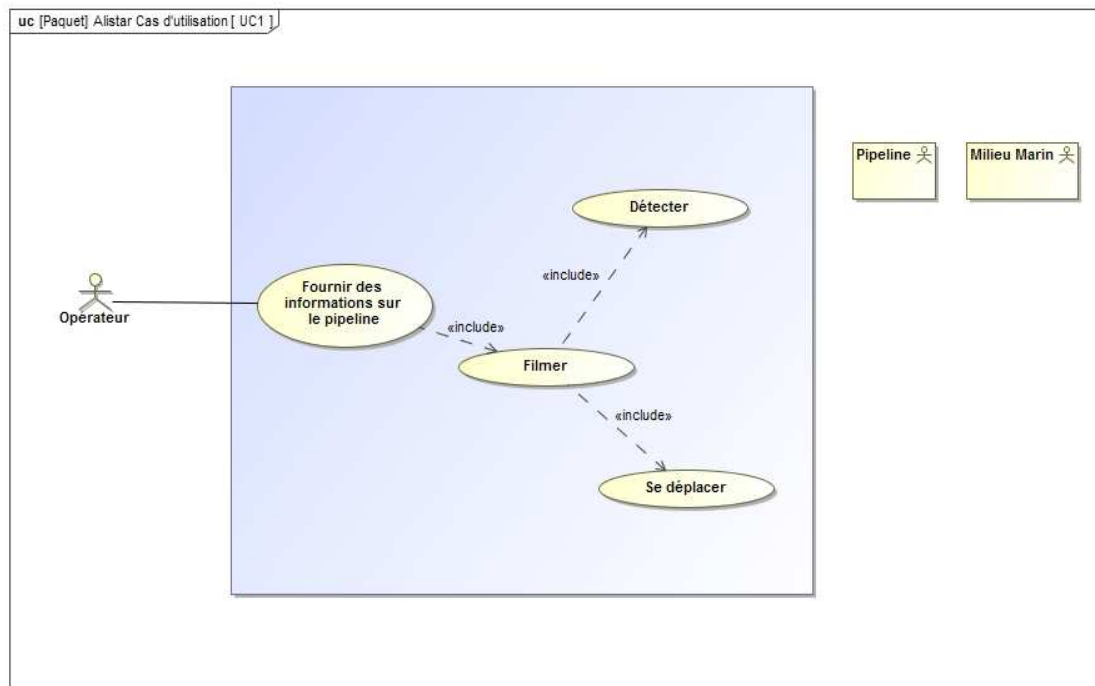 uc [Paquet] Alistar Cas d'utilisation [ UC1 ]
Pipeline
Milieu Marin
Détecter
«include»
Fournir des
informations sur
le pipeline
Opérateur
«include»
Filmer
«include»
Se déplacer